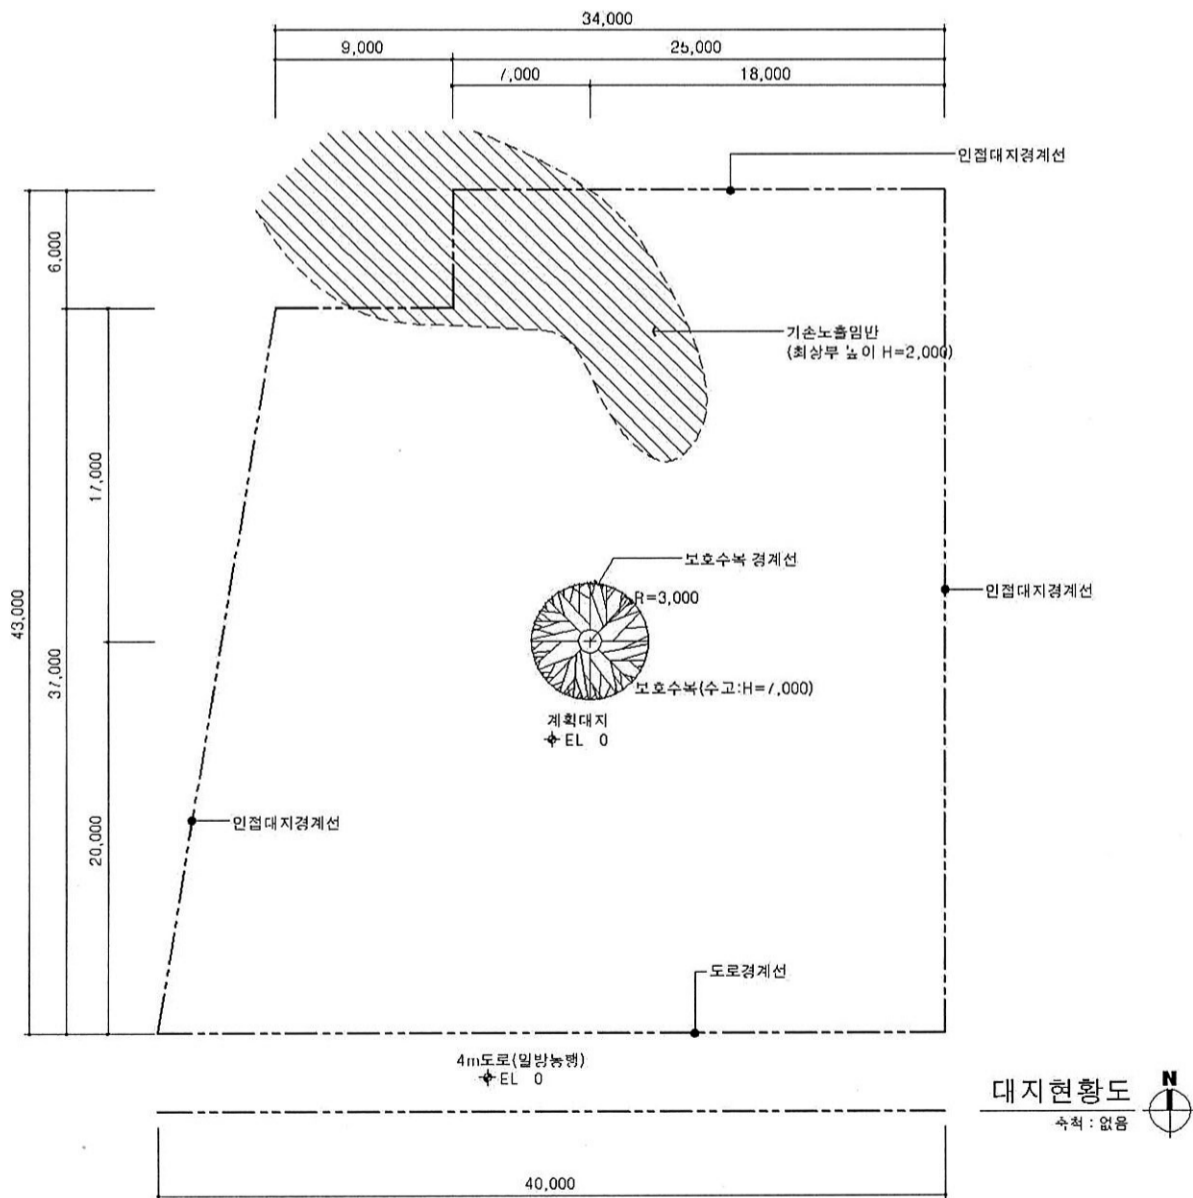 34,000
9,000
25,000
7,000
18,000
인접대지경계선
6,000
기손노출임반
(최상부 높이 H=2,000)
17,000
보호수복 경계선
R=3,000
인접대지경계선
43,000
37,000
보호수복(수고:H=7,000)
계획대지
EL 0
인접대지경계선
20,000
도로경계선
4m도로(일방농행)
EL 0
대지현황도
N
축척 : 없음
40,000